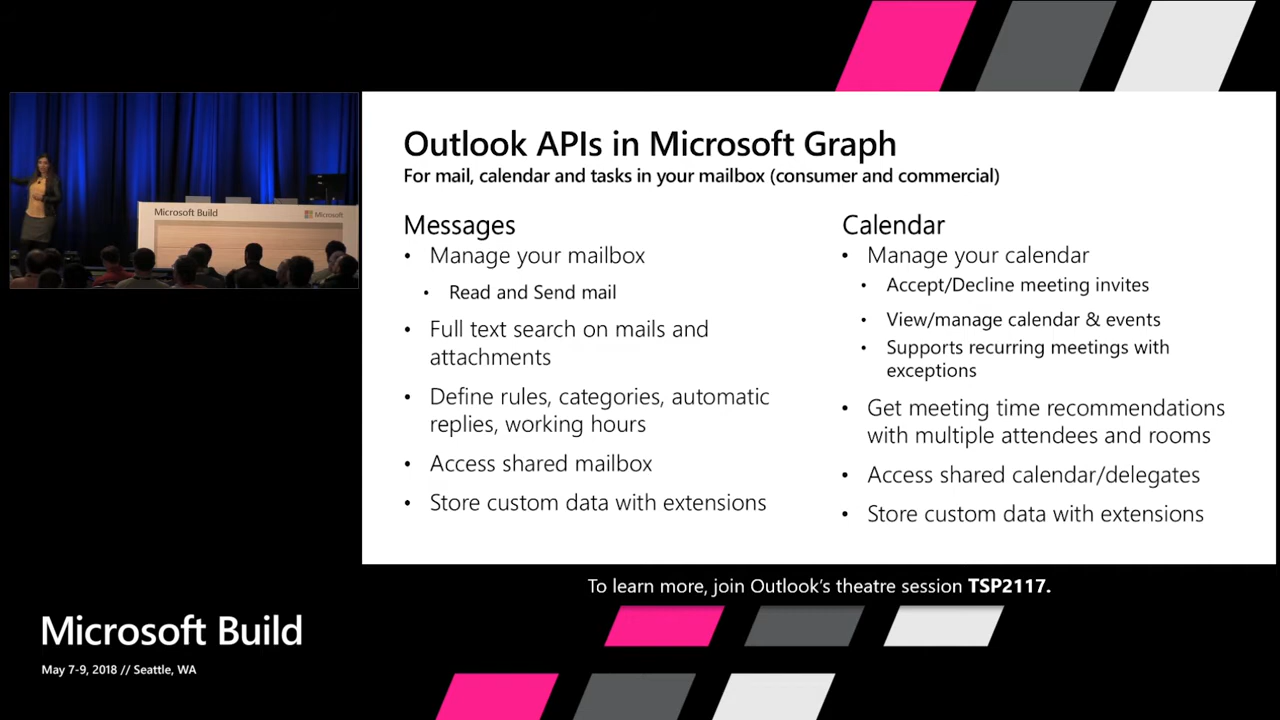 Outlook APIs in Microsoft Graph
For mail, calendar and tasks in your mailbox (consumer and commercial)
Messages
• Manage your mailbox
• Read and Send mail
• Full text search on mails and
attachments
• Define rules, categories, automatic
replies, working hours
• Access shared mailbox
• Store custom data with extensions
Calendar
• Manage your calendar
• Accept/Decline meeting invites
• View/manage calendar & events
• Supports recurring meetings with
exceptions
• Get meeting time recommendations
with multiple attendees and rooms
• Access shared calendar/delegates
• Store custom data with extensions
Microsoft Build
Microsoft
To learn more, join Outlook's theatre session TSP2117.
Microsoft Build
May 7-9, 2018 // Seattle, WA